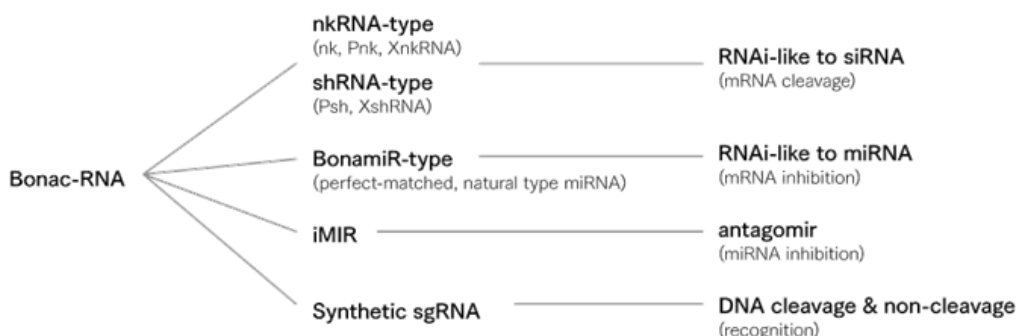 nkRNA-type
(nk, Pnk, XnkRNA)
shRNA-type
(Psh, XshRNA)
RNAi-like to siRNA
(mRNA cleavage)
Bonac-RNA
BonamiR-type
(perfect-matched, natural type miRNA)
RNAi-like to miRNA
(mRNA inhibition)
iMIR
antagomir
(miRNA inhibition)
Synthetic sgRNA
DNA cleavage & non-cleavage
(recognition)